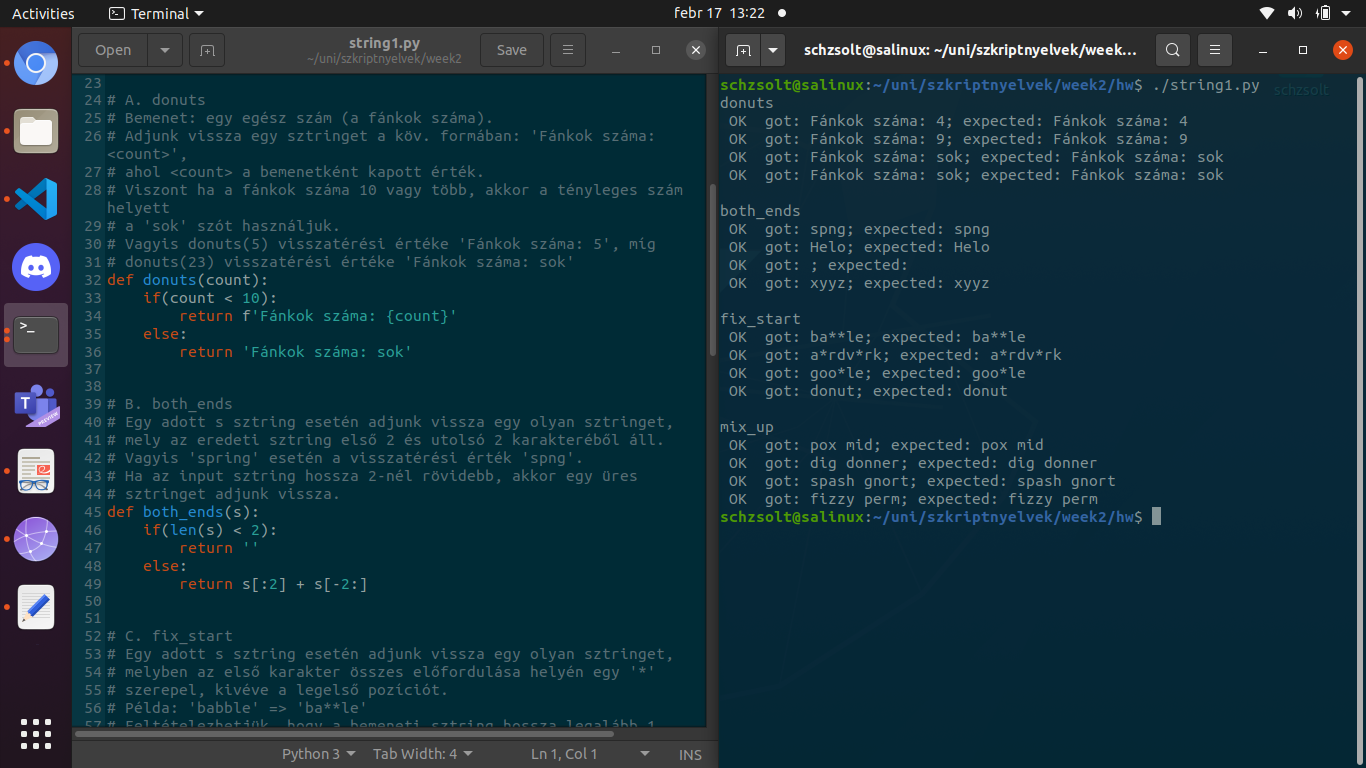 Activities
Terminal
febr 17 13:22
Open
string1.py
~/uni/szkriptnyelvek/week2
Save
23
24 # A. donuts
25 # Bemenet: egy egész szám (a fánkok száma).
26 # Adjunk vissza egy sztringet a köv. formában: 'Fánkok száma:
<count>',
27 # ahol <count> a bemenetként kapott érték.
28 # Viszont ha a fánkok száma 10 vagy több, akkor a tényleges szám
helyett
29 # a 'sok' szót használjuk.
30 # Vagyis donuts(5) visszatérési értéke 'Fánkok száma: 5', míg
31 # donuts(23) visszatérési értéke 'Fánkok száma: sok'
32 def donuts(count):
33     if(count < 10):
34         return f'Fánkok száma: {count}'
35     else:
36         return 'Fánkok száma: sok'
37
38
39 # B. both_ends
40 # Egy adott s sztring esetén adjunk vissza egy olyan sztringet,
41 # mely az eredeti sztring első 2 és utolsó 2 karakteréből áll.
42 # Vagyis 'spring' esetén a visszatérési érték 'spng'.
43 # Ha az input sztring hossza 2-nél rövidebb, akkor egy üres
44 # sztringet adjunk vissza.
45 def both_ends(s):
46     if(len(s) < 2):
47         return ''
48     else:
49         return s[:2] + s[-2:]
50
51
52 # C. fix_start
53 # Egy adott s sztring esetén adjunk vissza egy olyan sztringet,
54 # melyben az első karakter összes előfordulása helyén egy '*'
55 # szerepel, kivéve a legelső pozíciót.
56 # Példa: 'babble' => 'ba**le'
57 # Feltételezhetjük, hogy a bemeneti sztring hossza legalább 1.
Python 3
Tab Width: 4
Ln 1, Col 1
INS
schzsolt@salinux: ~/uni/szkriptnyelvek/week...
schzsolt@salinux:~/uni/szkriptnyelvek/week2/hw$ ./string1.py
schzsolt
donuts
 OK  got: Fánkok száma: 4; expected: Fánkok száma: 4
 OK  got: Fánkok száma: 9; expected: Fánkok száma: 9
 OK  got: Fánkok száma: sok; expected: Fánkok száma: sok
 OK  got: Fánkok száma: sok; expected: Fánkok száma: sok
both_ends
 OK  got: spng; expected: spng
 OK  got: Helo; expected: Helo
 OK  got: ; expected:
 OK  got: xyyz; expected: xyyz
fix_start
 OK  got: ba**le; expected: ba**le
 OK  got: a*rdv*rk; expected: a*rdv*rk
 OK  got: goo*le; expected: goo*le
 OK  got: donut; expected: donut
mix_up
 OK  got: pox mid; expected: pox mid
 OK  got: dig donner; expected: dig donner
 OK  got: spash gnort; expected: spash gnort
 OK  got: fizzy perm; expected: fizzy perm
schzsolt@salinux:~/uni/szkriptnyelvek/week2/hw$
>_
T
PREVIEW